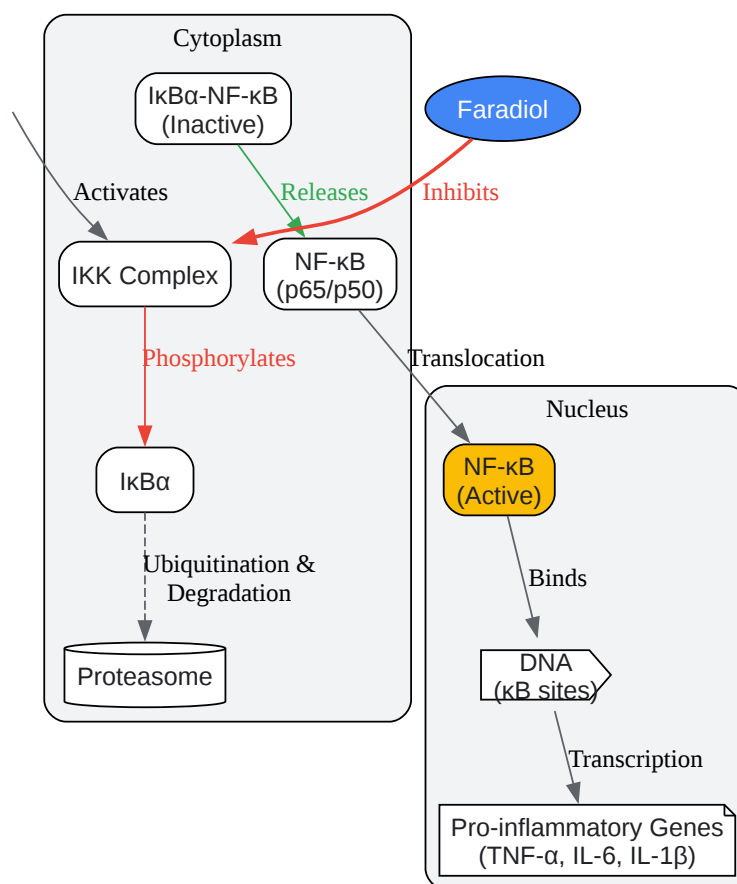 Cytoplasm
IκBα-NF-κB
(Inactive)
Faradiol
Activates
Releases
Inhibits
IKK Complex
NF-κB
(p65/p50)
Phosphorylates
Translocation
Nucleus
NF-κB
(Active)
IκBα
Ubiquitination &
Degradation
Binds
Proteasome
DNA
(κB sites)
Transcription
Pro-inflammatory Genes
(TNF-α, IL-6, IL-1β)